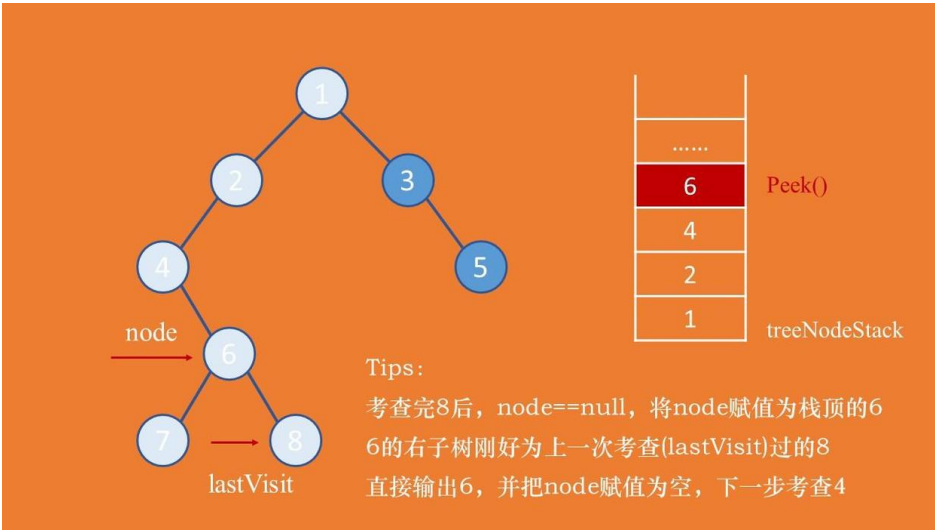 1
2
3
4
5
node
6
7
8
lastVisit
……
6
Peek()
4
2
1
treeNodeStack
Tips:
考查完8后，node==null，将node赋值为栈顶的6
6的右子树刚好为上一次考查(lastVisit)过的8
直接输出6，并把node赋值为空，下一步考查4